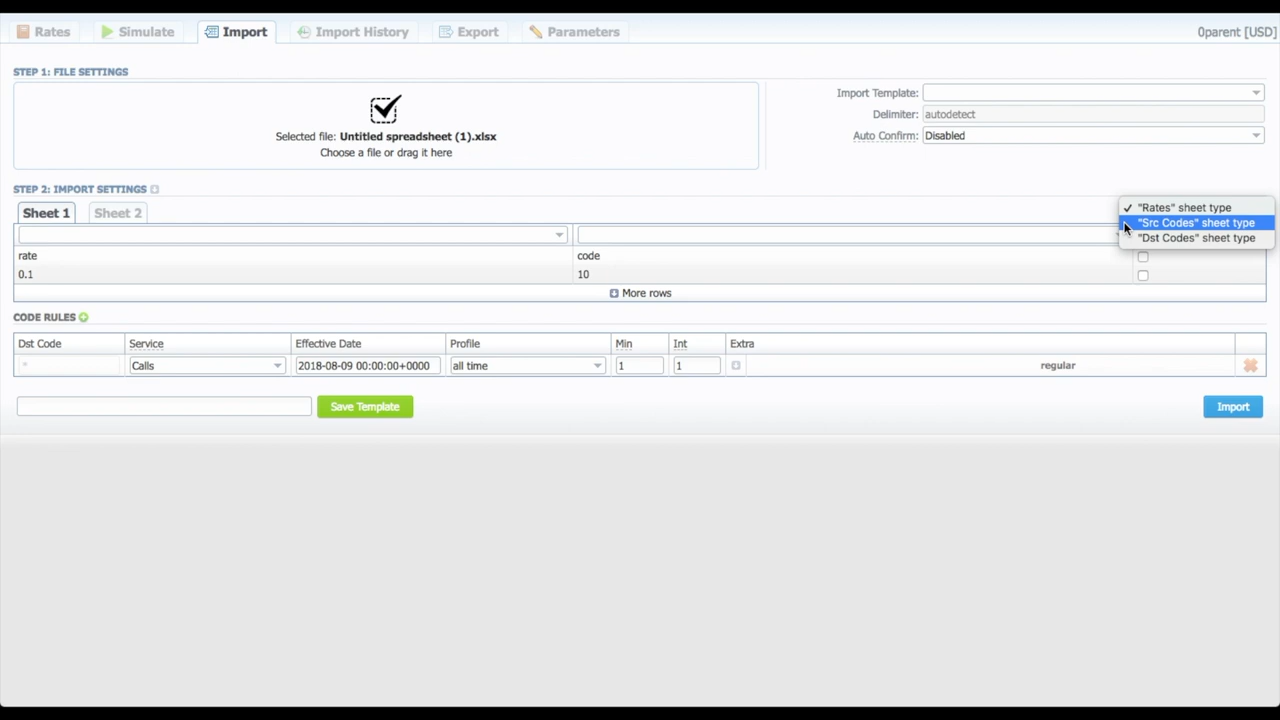 Rates Simulate Import Import History Export Parameters 0parent [USD]
STEP 1: FILE SETTINGS
Selected file: Untitled spreadsheet (1).xlsx
Choose a file or drag it here
Import Template:
Delimiter: autodetect
Auto Confirm: Disabled
STEP 2: IMPORT SETTINGS
Sheet 1 Sheet 2
✓ "Rates" sheet type
"Src Codes" sheet type
"Dst Codes" sheet type
rate code
0.1 10
More rows
CODE RULES
Dst Code Service Effective Date Profile Min Int Extra
* Calls 2018-08-09 00:00:00+0000 all time 1 1 regular
Save Template Import